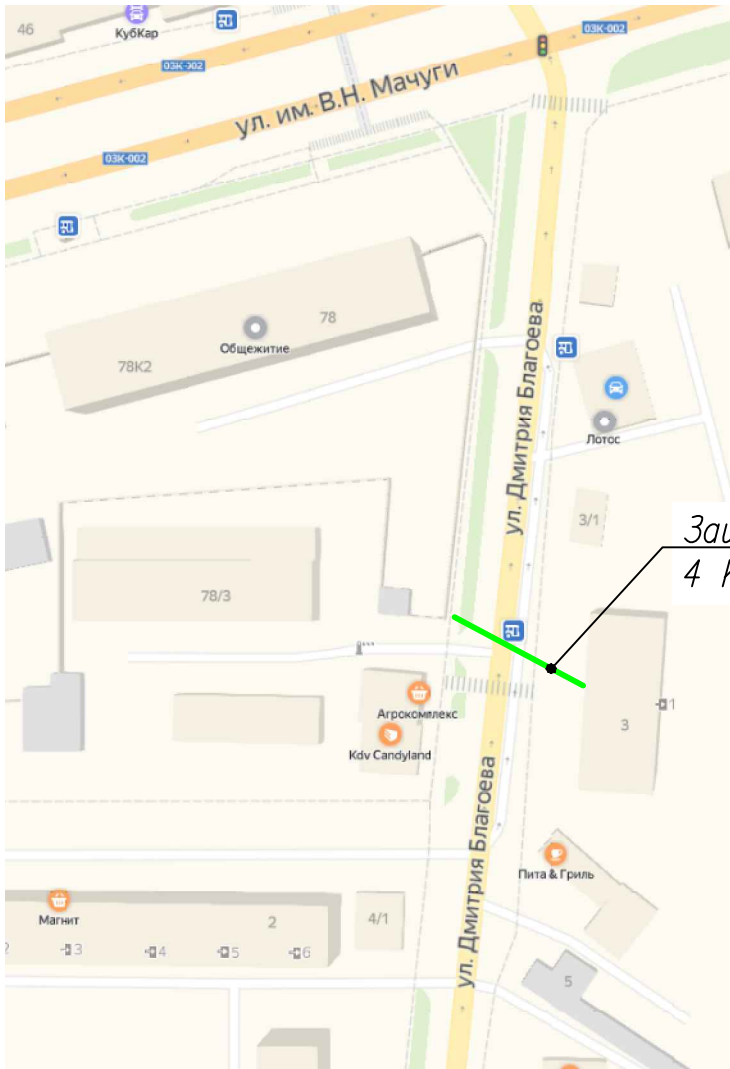 46
КубКар
03К-002
03К-002
ул. им. В.Н. Мачуги
03К-002
78
Общежитие
78К2
ул. Дмитрия Благоева
Лотос
3/1
4
78/3
Агрокомплекс
1
3
Kdv Candyland
ул. Дмитрия Благоева
Пита & Гриль
Магнит
2
4/1
3
4
5
6
5